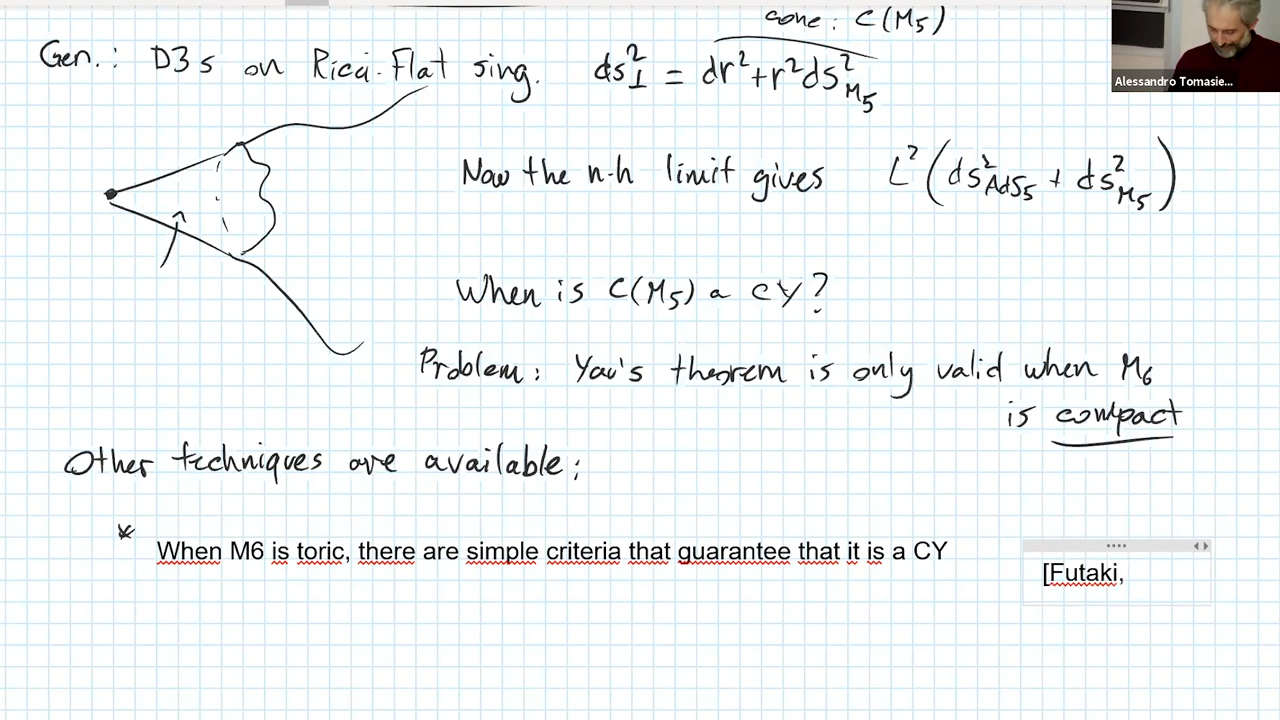 cone: C(M₅)
Gen.: D3s on Ricci-Flat sing. ds²⊥ = dr² + r²ds²M₅
Alessandro Tomasie...
Now the n-h limit gives L²(ds²AdS₅ + ds²M₅)
When is C(M₅) a CY?
Problem: Yau's theorem is only valid when M₆
is compact
Other techniques are available:
* When M6 is toric, there are simple criteria that guarantee that it is a CY
[Futaki,